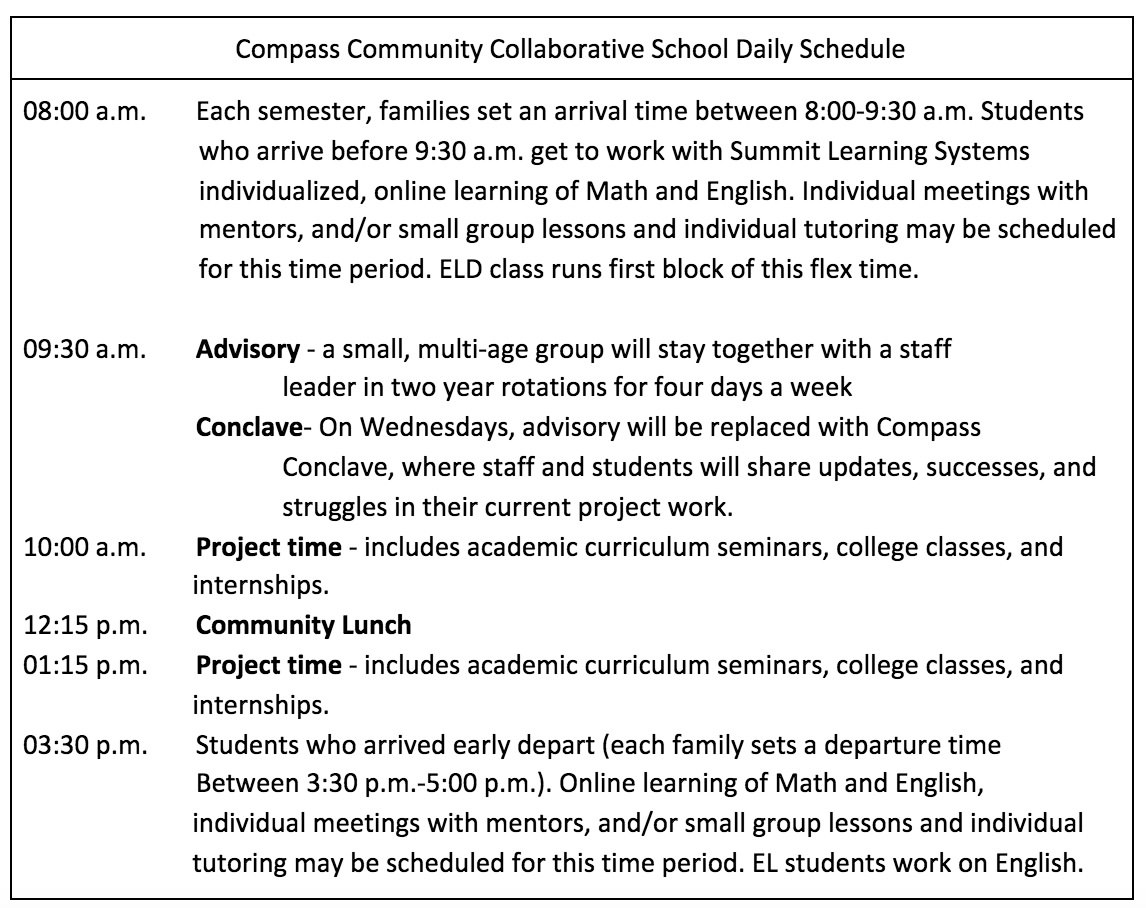 Compass Community Collaborative School Daily Schedule
08:00 a.m. Each semester, families set an arrival time between 8:00-9:30 a.m. Students
who arrive before 9:30 a.m. get to work with Summit Learning Systems
individualized, online learning of Math and English. Individual meetings with
mentors, and/or small group lessons and individual tutoring may be scheduled
for this time period. ELD class runs first block of this flex time.
09:30 a.m. Advisory - a small, multi-age group will stay together with a staff
leader in two year rotations for four days a week
Conclave- On Wednesdays, advisory will be replaced with Compass
Conclave, where staff and students will share updates, successes, and
struggles in their current project work.
10:00 a.m. Project time - includes academic curriculum seminars, college classes, and
internships.
12:15 p.m. Community Lunch
01:15 p.m. Project time - includes academic curriculum seminars, college classes, and
internships.
03:30 p.m. Students who arrived early depart (each family sets a departure time
Between 3:30 p.m.-5:00 p.m.). Online learning of Math and English,
individual meetings with mentors, and/or small group lessons and individual
tutoring may be scheduled for this time period. EL students work on English.